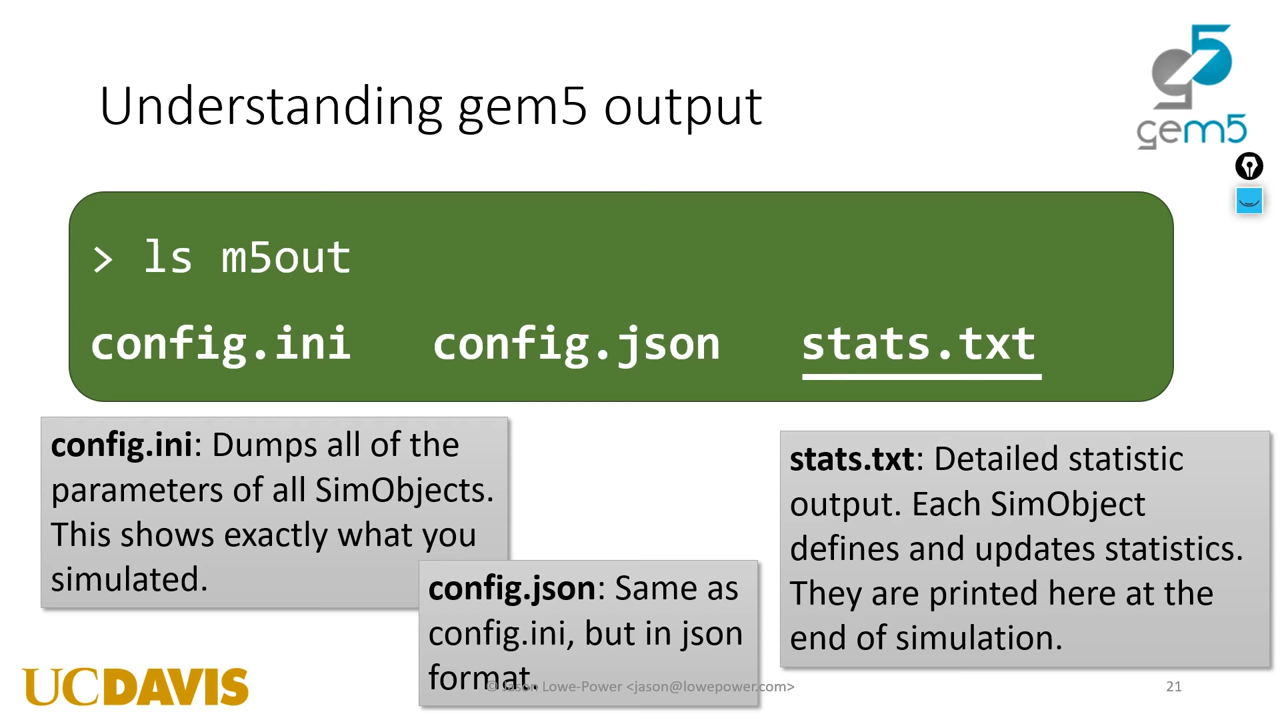 Understanding gem5 output
gem5
> ls m5out
config.ini config.json stats.txt
config.ini: Dumps all of the
parameters of all SimObjects.
This shows exactly what you
simulated.
config.json: Same as
config.ini, but in json
format.
stats.txt: Detailed statistic
output. Each SimObject
defines and updates statistics.
They are printed here at the
end of simulation.
UCDAVIS
© Jason Lowe-Power <jason@lowepower.com>
21